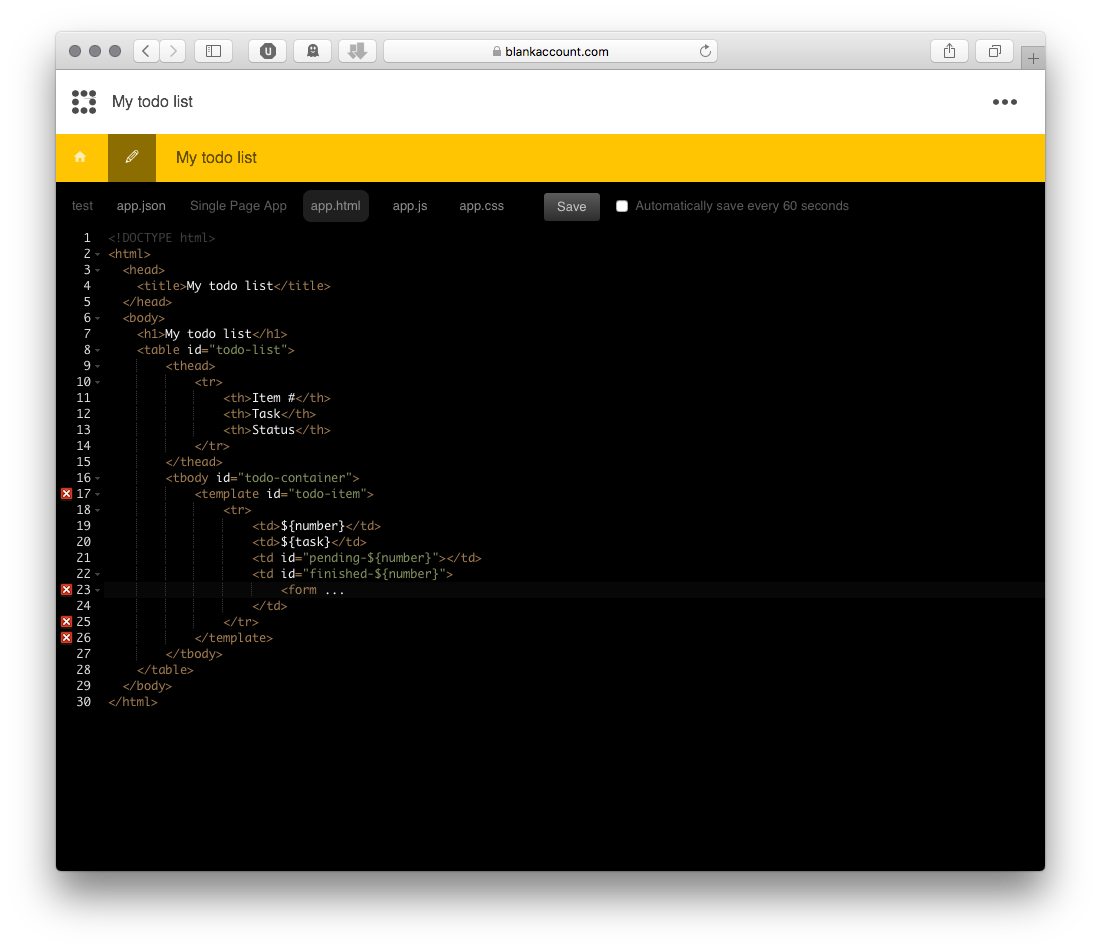 blankaccount.com
My todo list
My todo list
test app.json Single Page App app.html app.js app.css Save Automatically save every 60 seconds
1 <!DOCTYPE html>
2 <html>
3   <head>
4     <title>My todo list</title>
5   </head>
6   <body>
7     <h1>My todo list</h1>
8     <table id="todo-list">
9         <thead>
10             <tr>
11                 <th>Item #</th>
12                 <th>Task</th>
13                 <th>Status</th>
14             </tr>
15         </thead>
16         <tbody id="todo-container">
17             <template id="todo-item">
18                 <tr>
19                     <td>${number}</td>
20                     <td>${task}</td>
21                     <td id="pending-${number}"></td>
22                     <td id="finished-${number}">
23                         <form ...
24                     </td>
25                 </tr>
26             </template>
27         </tbody>
28     </table>
29   </body>
30 </html>